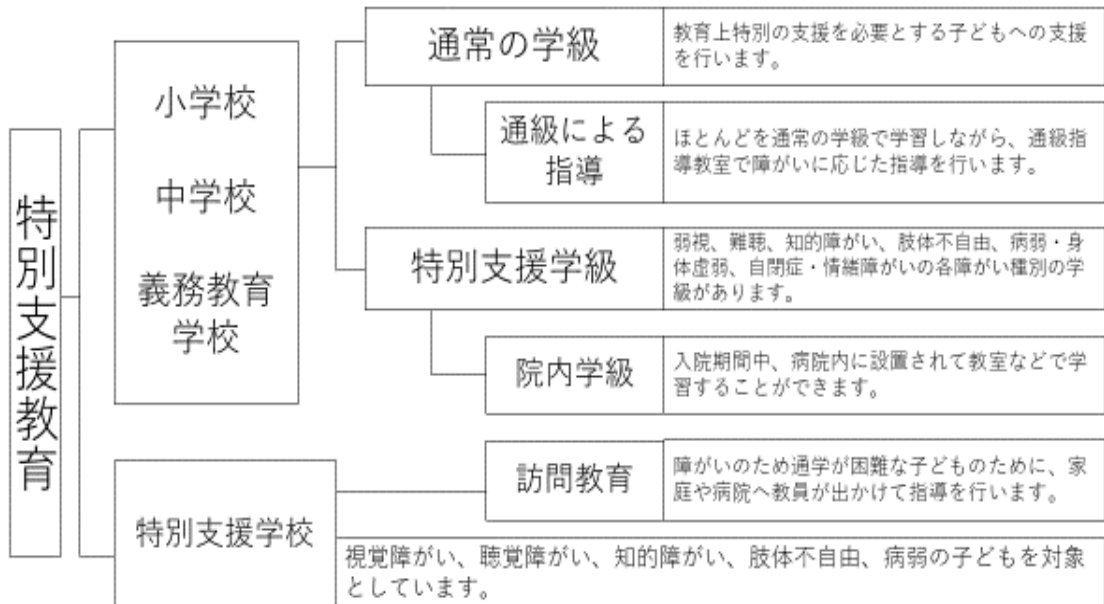 特別支援教育
小学校
中学校
義務教育
学校
通常の学級
教育上特別の支援を必要とする子どもへの支援
を行います。
通級による
指導
ほとんどを通常の学級で学習しながら、通級指
導教室で障がいに応じた指導を行います。
特別支援学級
弱視、難聴、知的障がい、肢体不自由、病弱・身
体虚弱、自閉症・情緒障がいの各障がい種別の学
級があります。
院内学級
入院期間中、病院内に設置されて教室などで学
習することができます。
特別支援学校
訪問教育
障がいのため通学が困難な子どものために、家
庭や病院へ教員が出かけて指導を行います。
視覚障がい、聴覚障がい、知的障がい、肢体不自由、病弱の子どもを対象
としています。